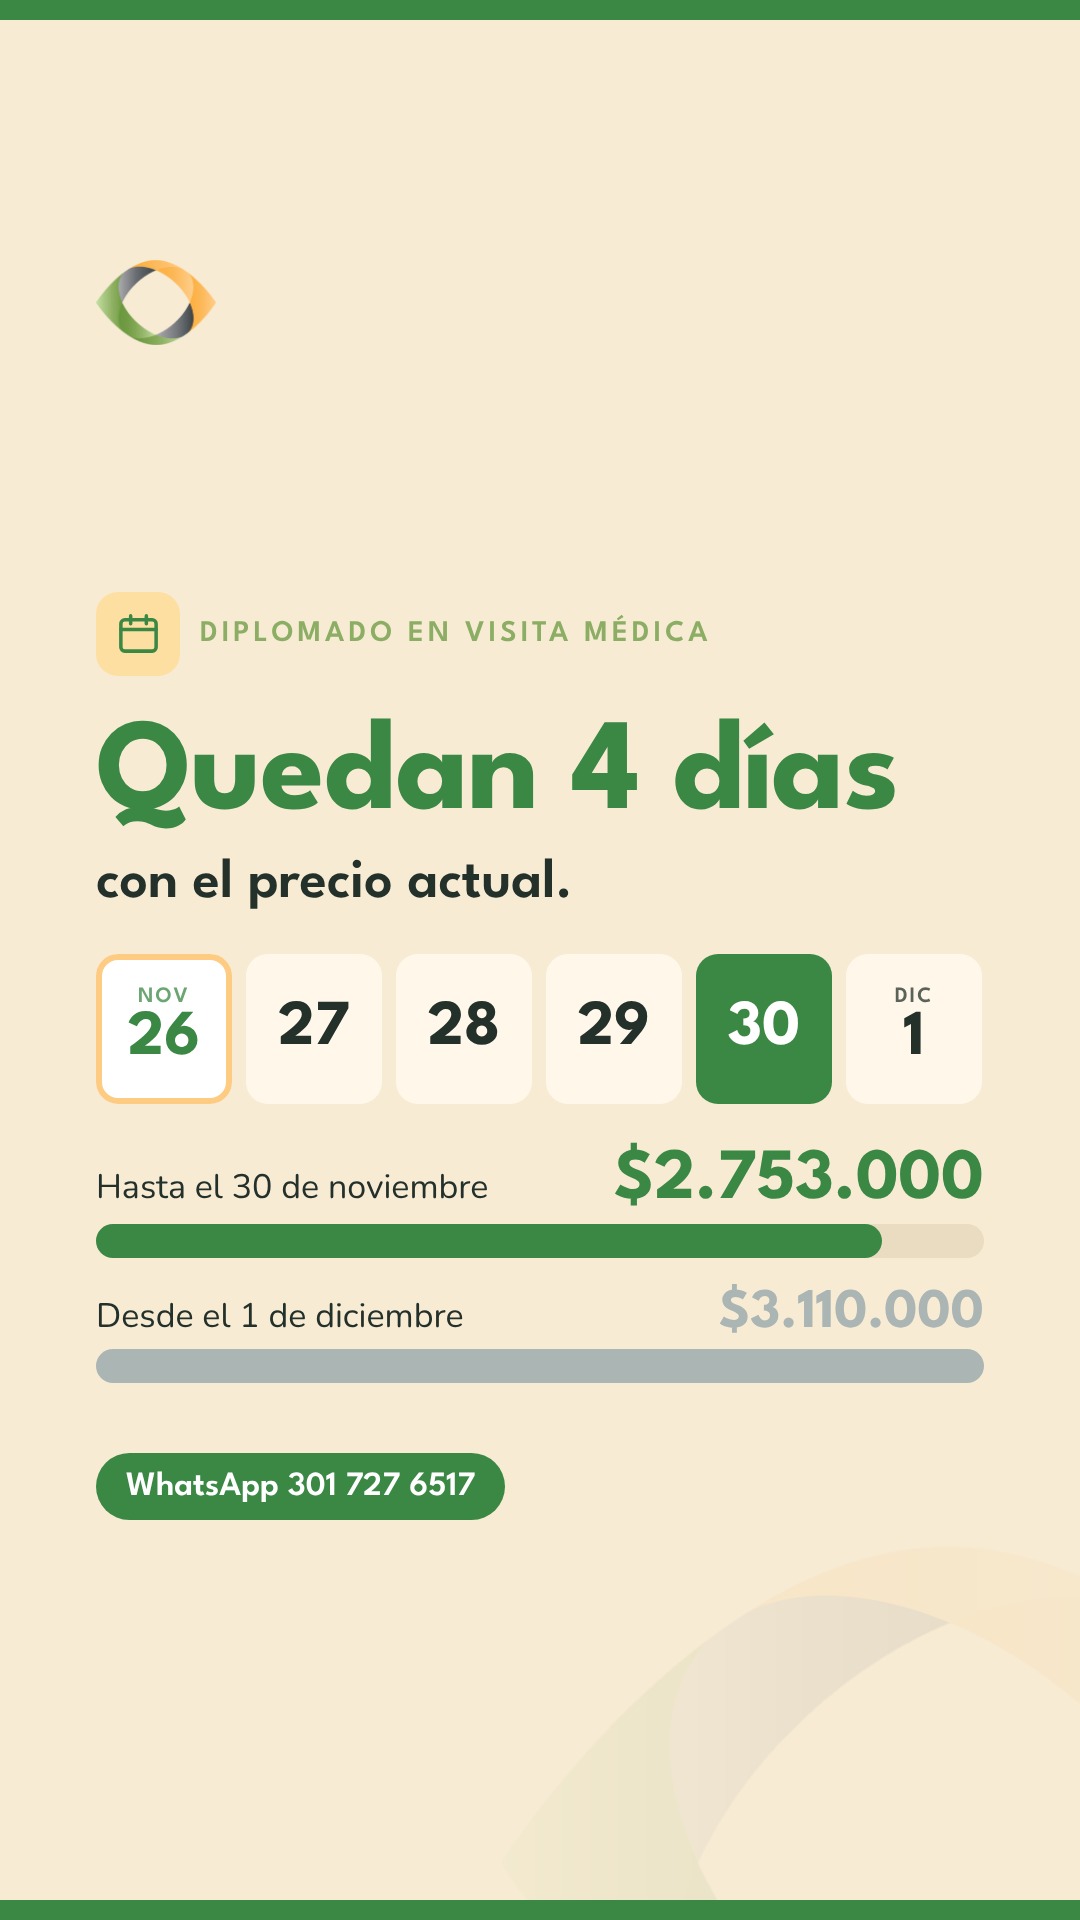 DIPLOMADO EN VISITA MÉDICA
Quedan 4 días
con el precio actual.
NOV
26
27
28
29
30
DIC
1
Hasta el 30 de noviembre
$2.753.000
Desde el 1 de diciembre
$3.110.000
WhatsApp 301 727 6517